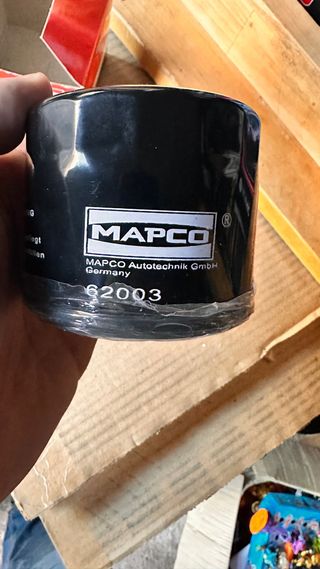 MAPCO ®
MAPCO Autotechnik GmbH
Germany
62003